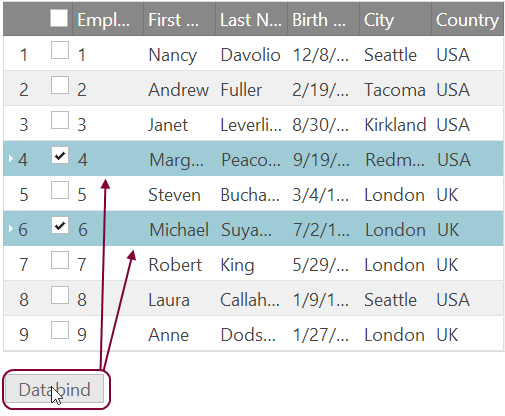 Empl... First ... Last N... Birth ... City Country
1 1 Nancy Davolio 12/8/... Seattle USA
2 2 Andrew Fuller 2/19/... Tacoma USA
3 3 Janet Leverli... 8/30/... Kirkland USA
4 4 Marg... Peaco... 9/19/... Redm... USA
5 5 Steven Bucha... 3/4/1... London UK
6 6 Michael Suya... 7/2/1... London UK
7 7 Robert King 5/29/... London UK
8 8 Laura Callah... 1/9/1... Seattle USA
9 9 Anne Dods... 1/27/... London UK
Databind